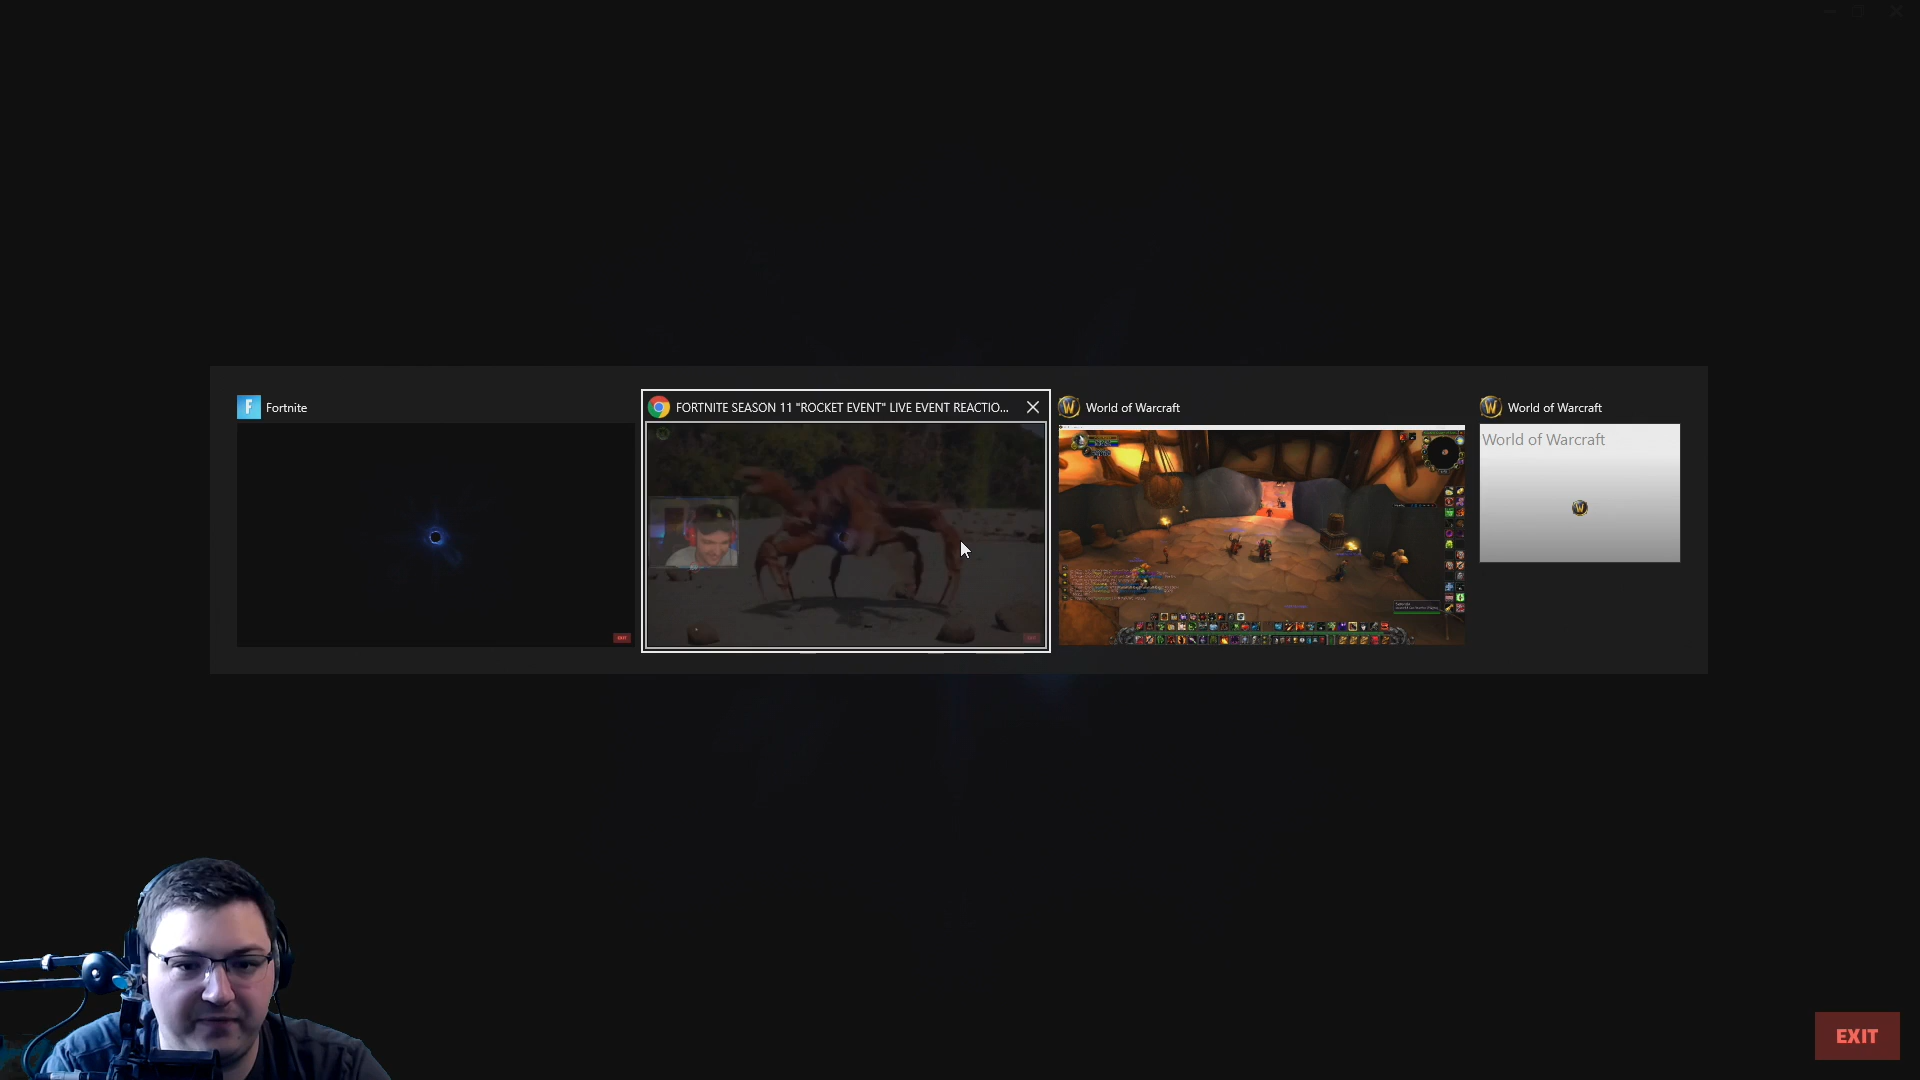 Fortnite
FORTNITE SEASON 11 "ROCKET EVENT" LIVE EVENT REACTIO...
World of Warcraft
World of Warcraft
World of Warcraft
EXIT
EXIT